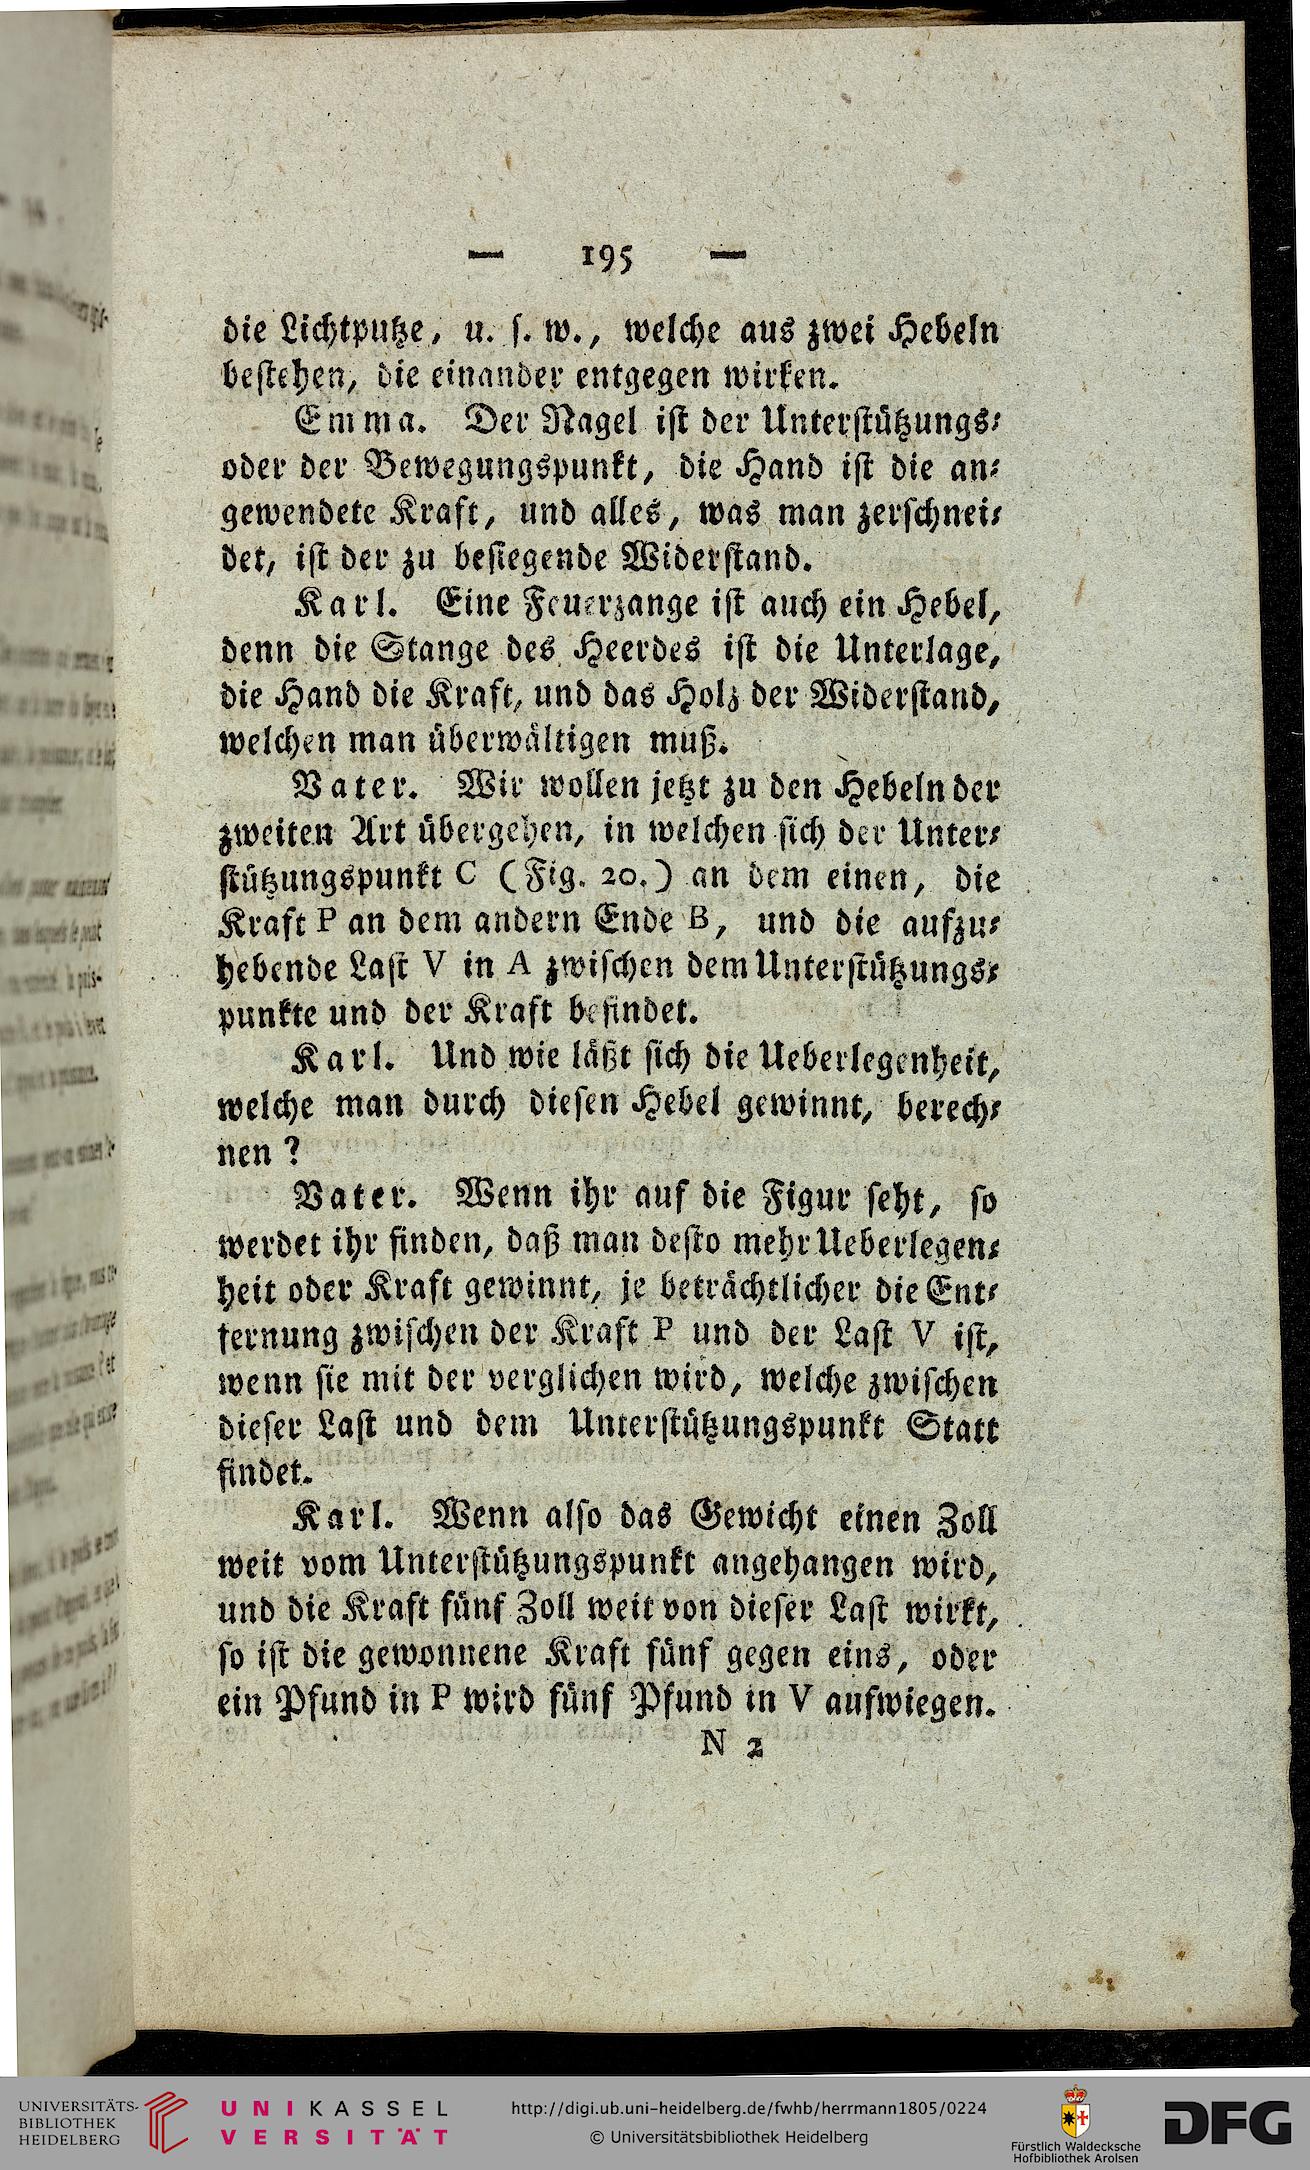 — 195 —
die Lichtputze, u. s. w., welche aus zwei Hebeln
bestehen, die einander entgegen wirken.
Emma. Der Nagel ist der Unterstützungs-
oder der Bewegungspunkt, die Hand ist die an-
gewendete Kraft, und alles, was man zerschnei-
det, ist der zu besiegende Widerstand.
Karl. Eine Feuerzange ist auch ein Hebel,
denn die Stange des Heerdes ist die Unterlage,
die Hand die Kraft, und das Holz der Widerstand,
welchen man überwältigen muß.
Vater. Wir wollen jetzt zu den Hebeln der
zweiten Art übergehen, in welchen sich der Unter-
stützungspunkt C (Fig. 20.) an dem einen, die
Kraft P an dem andern Ende B, und die aufzu-
hebende Last V in A zwischen dem Unterstützungs-
punkte und der Kraft befindet.
Karl. Und wie läßt sich die Ueberlegenheit,
welche man durch diesen Hebel gewinnt, berech-
nen?
Vater. Wenn ihr auf die Figur seht, so
werdet ihr finden, daß man desto mehr Ueberlegen-
heit oder Kraft gewinnt, je beträchtlicher die Ent-
fernung zwischen der Kraft P und der Last V ist,
wenn sie mit der verglichen wird, welche zwischen
dieser Last und dem Unterstützungspunkt Statt
findet.
Karl. Wenn also das Gewicht einen Zoll
weit vom Unterstützungspunkt angehangen wird,
und die Kraft fünf Zoll weit von dieser Last wirkt,
so ist die gewonnene Kraft fünf gegen eins, oder
ein Pfund in P wird fünf Pfund in V aufwiegen.
N 2
UNIVERSITÄTS-
BIBLIOTHEK
HEIDELBERG
UNIKASSEL
VERSITÄT
http://digi.ub.uni-heidelberg.de/fwhb/herrmann1805/0224
© Universitätsbibliothek Heidelberg
Fürstlich Waldecksche
Hofbibliothek Arolsen
DFG